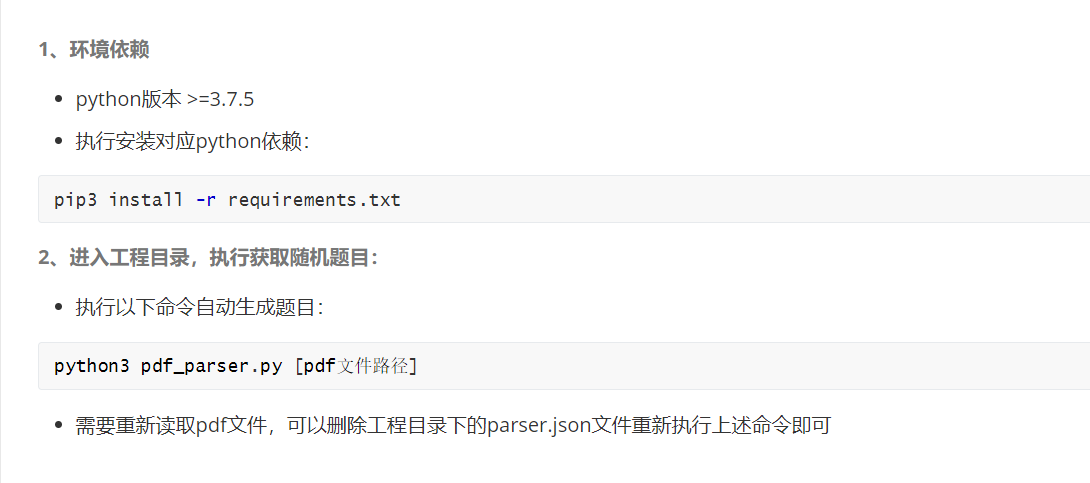 1、环境依赖
python版本 >=3.7.5
执行安装对应python依赖：
pip3 install -r requirements.txt
2、进入工程目录，执行获取随机题目：
执行以下命令自动生成题目：
python3 pdf_parser.py [pdf文件路径]
需要重新读取pdf文件，可以删除工程目录下的parser.json文件重新执行上述命令即可